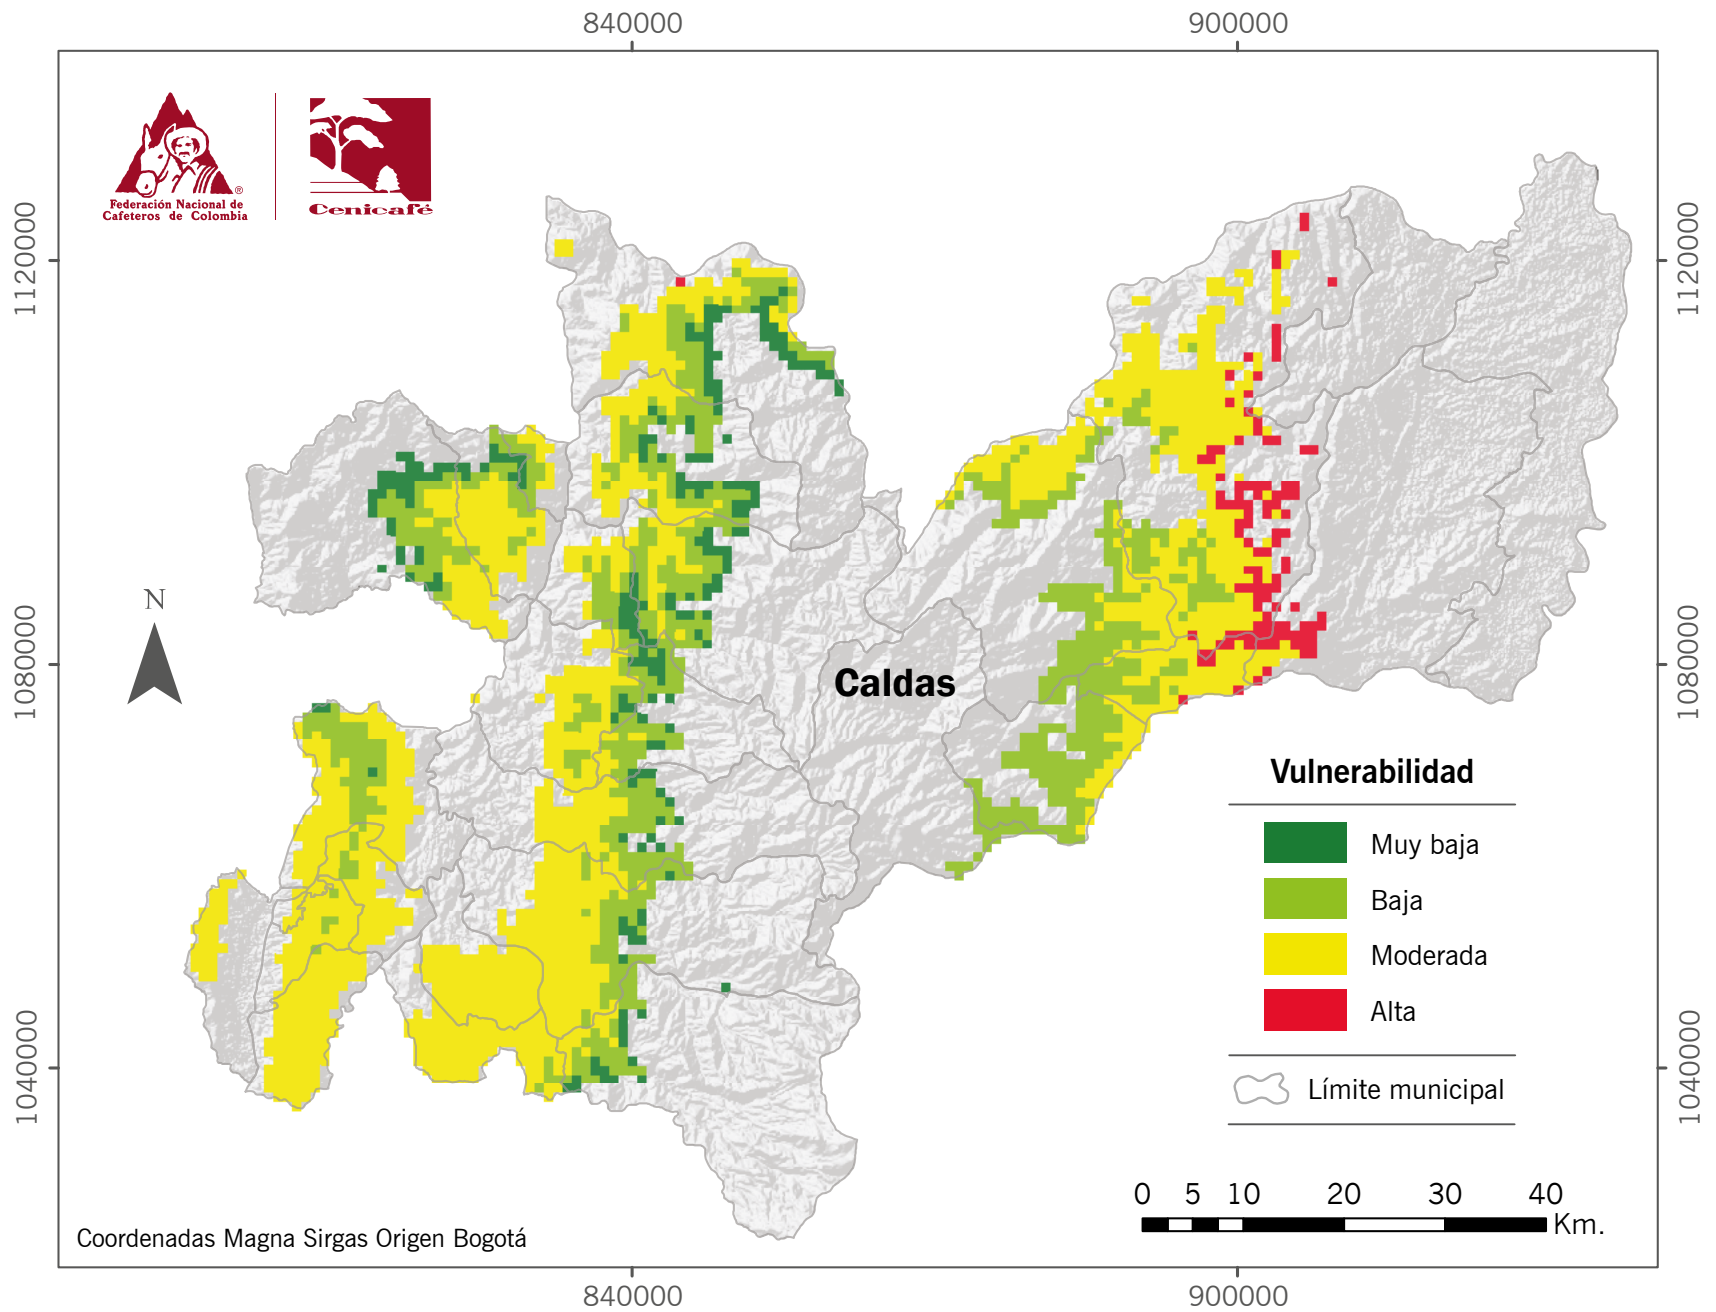 840000
900000
Federación Nacional de
Cafeteros de Colombia
®
Cenicafé
1120000
1120000
N
1080000
1080000
Caldas
Vulnerabilidad
Muy baja
Baja
Moderada
Alta
Límite municipal
1040000
1040000
0 5 10 20 30 40
Km.
Coordenadas Magna Sirgas Origen Bogotá
840000
900000